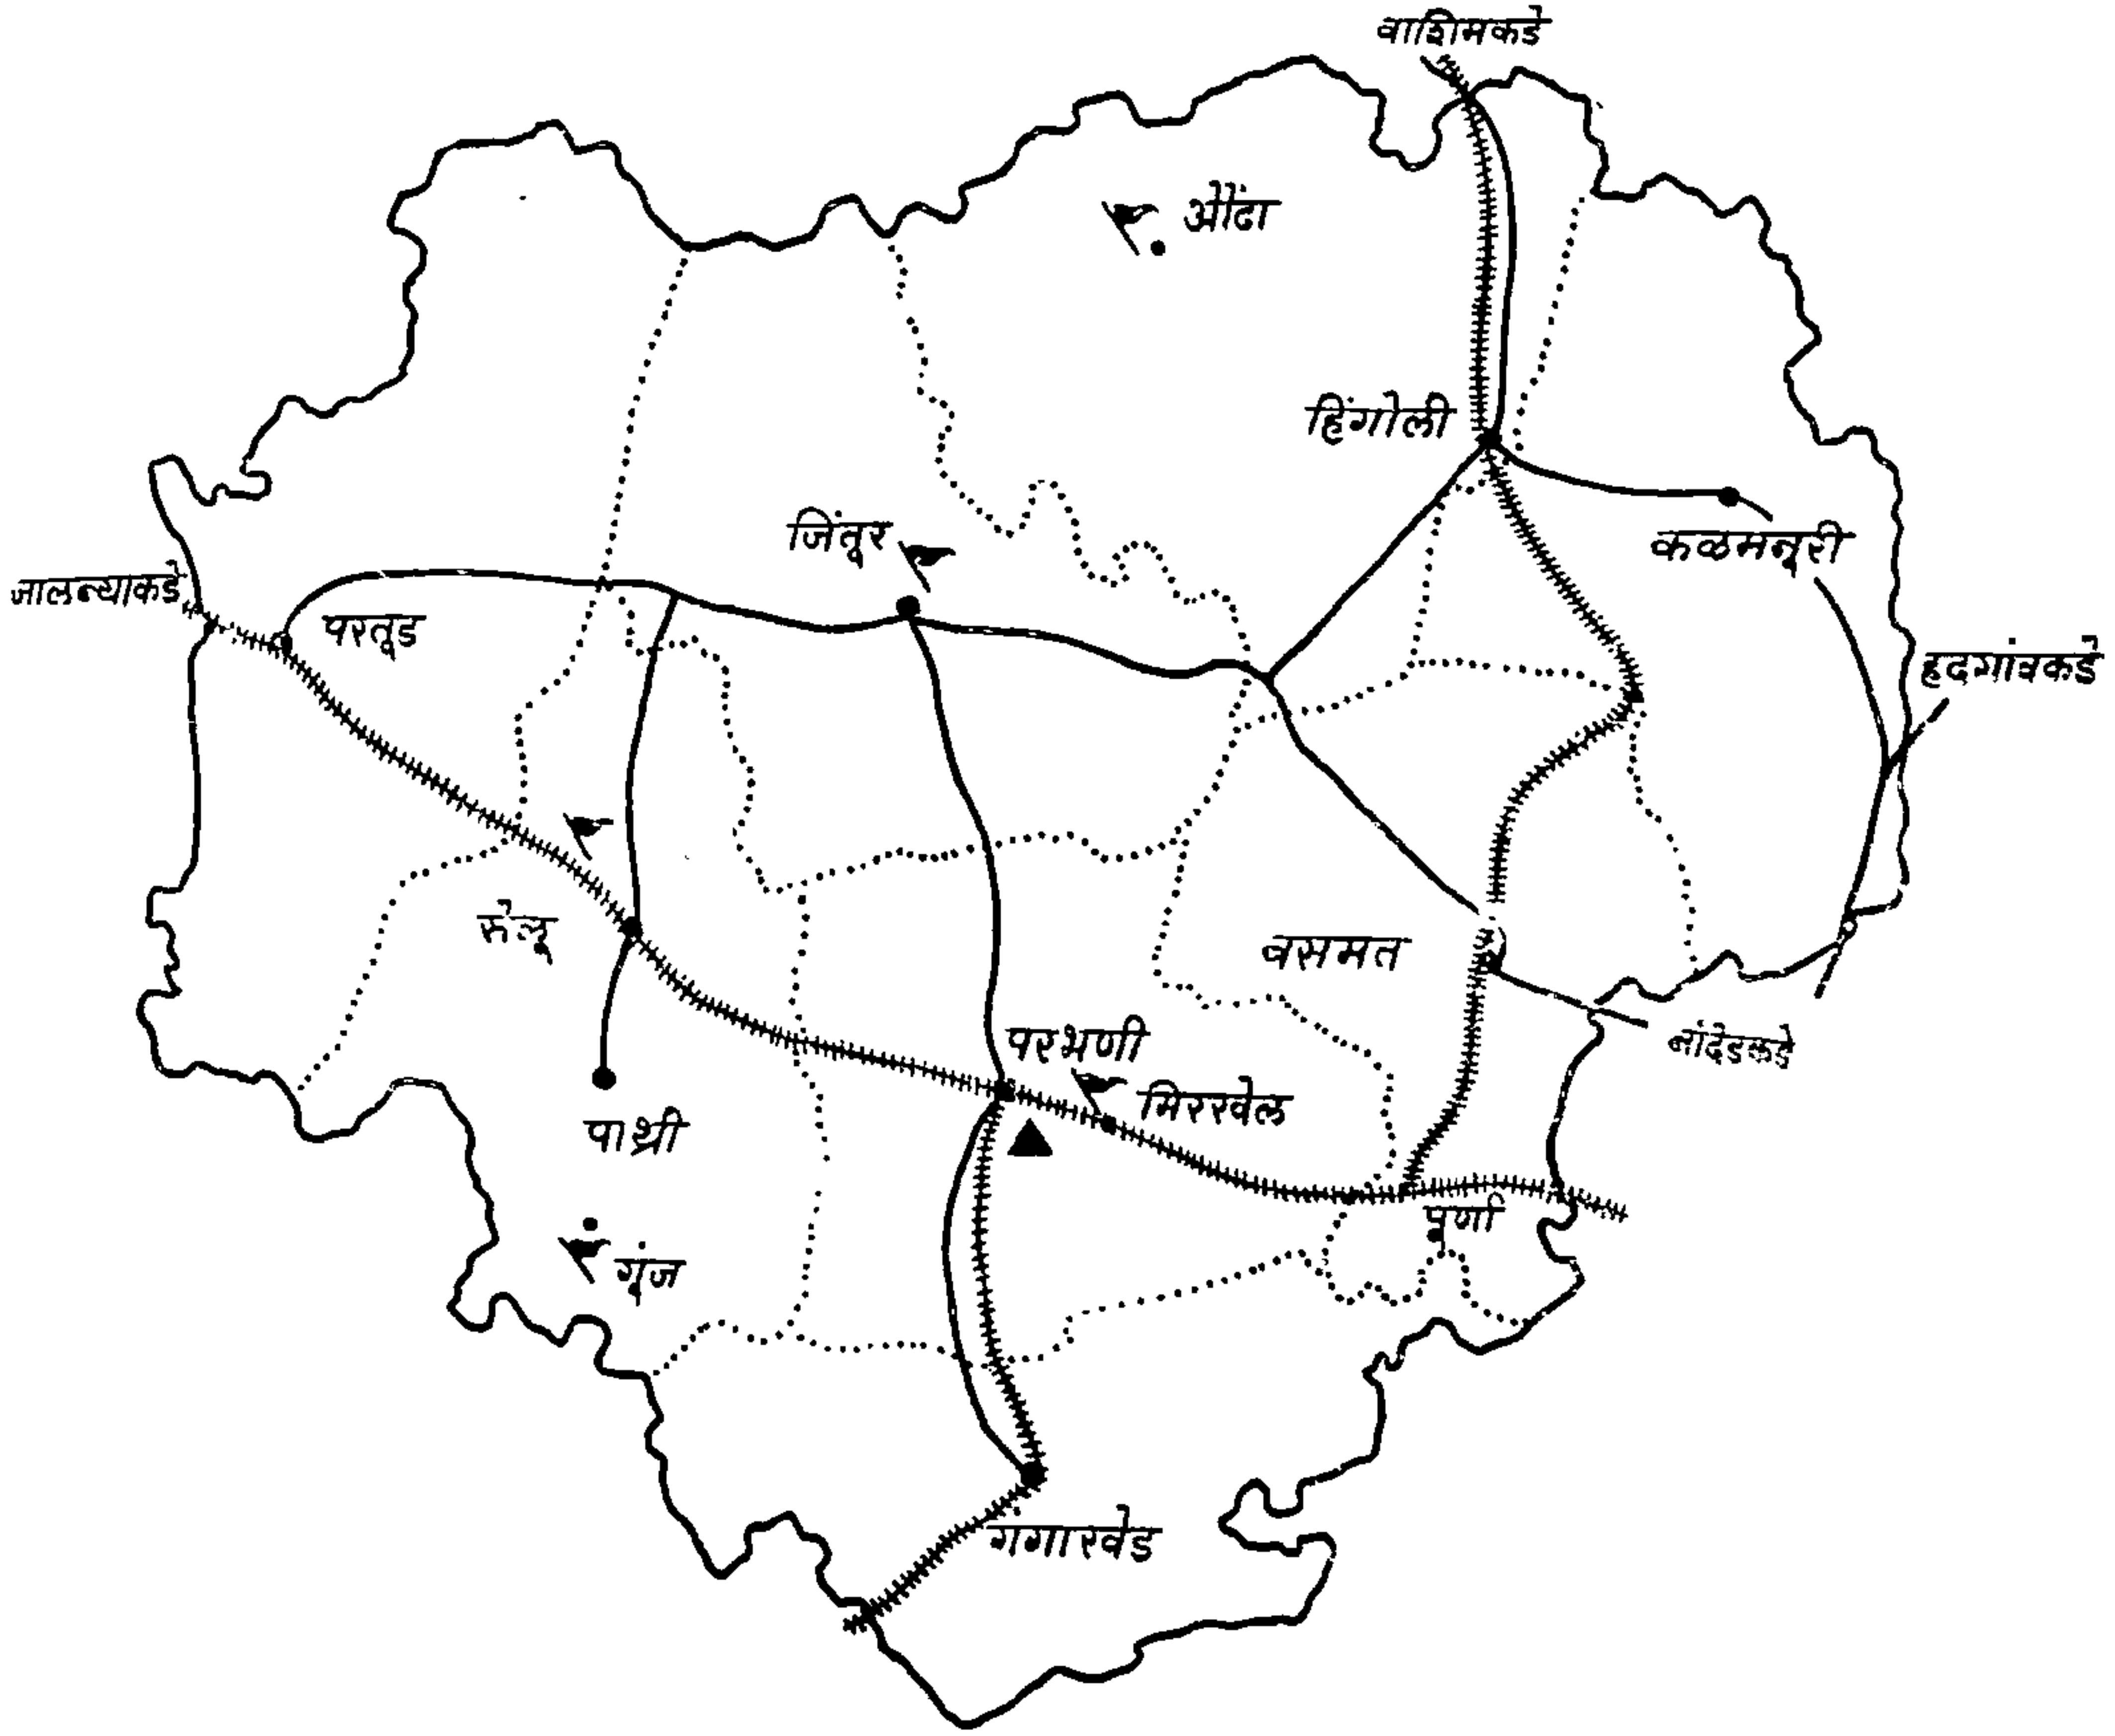 वाशिमकडे
औंढा
हिंगोली
जिंतूर
कळमनूरी
जालन्याकडे
परतूड
हदगांवकडे
सेलू
वसमत
परभणी
नांदेडकडे
मिरखेल
पाथ्री
पूर्णा
गूंज
गंगाखेड